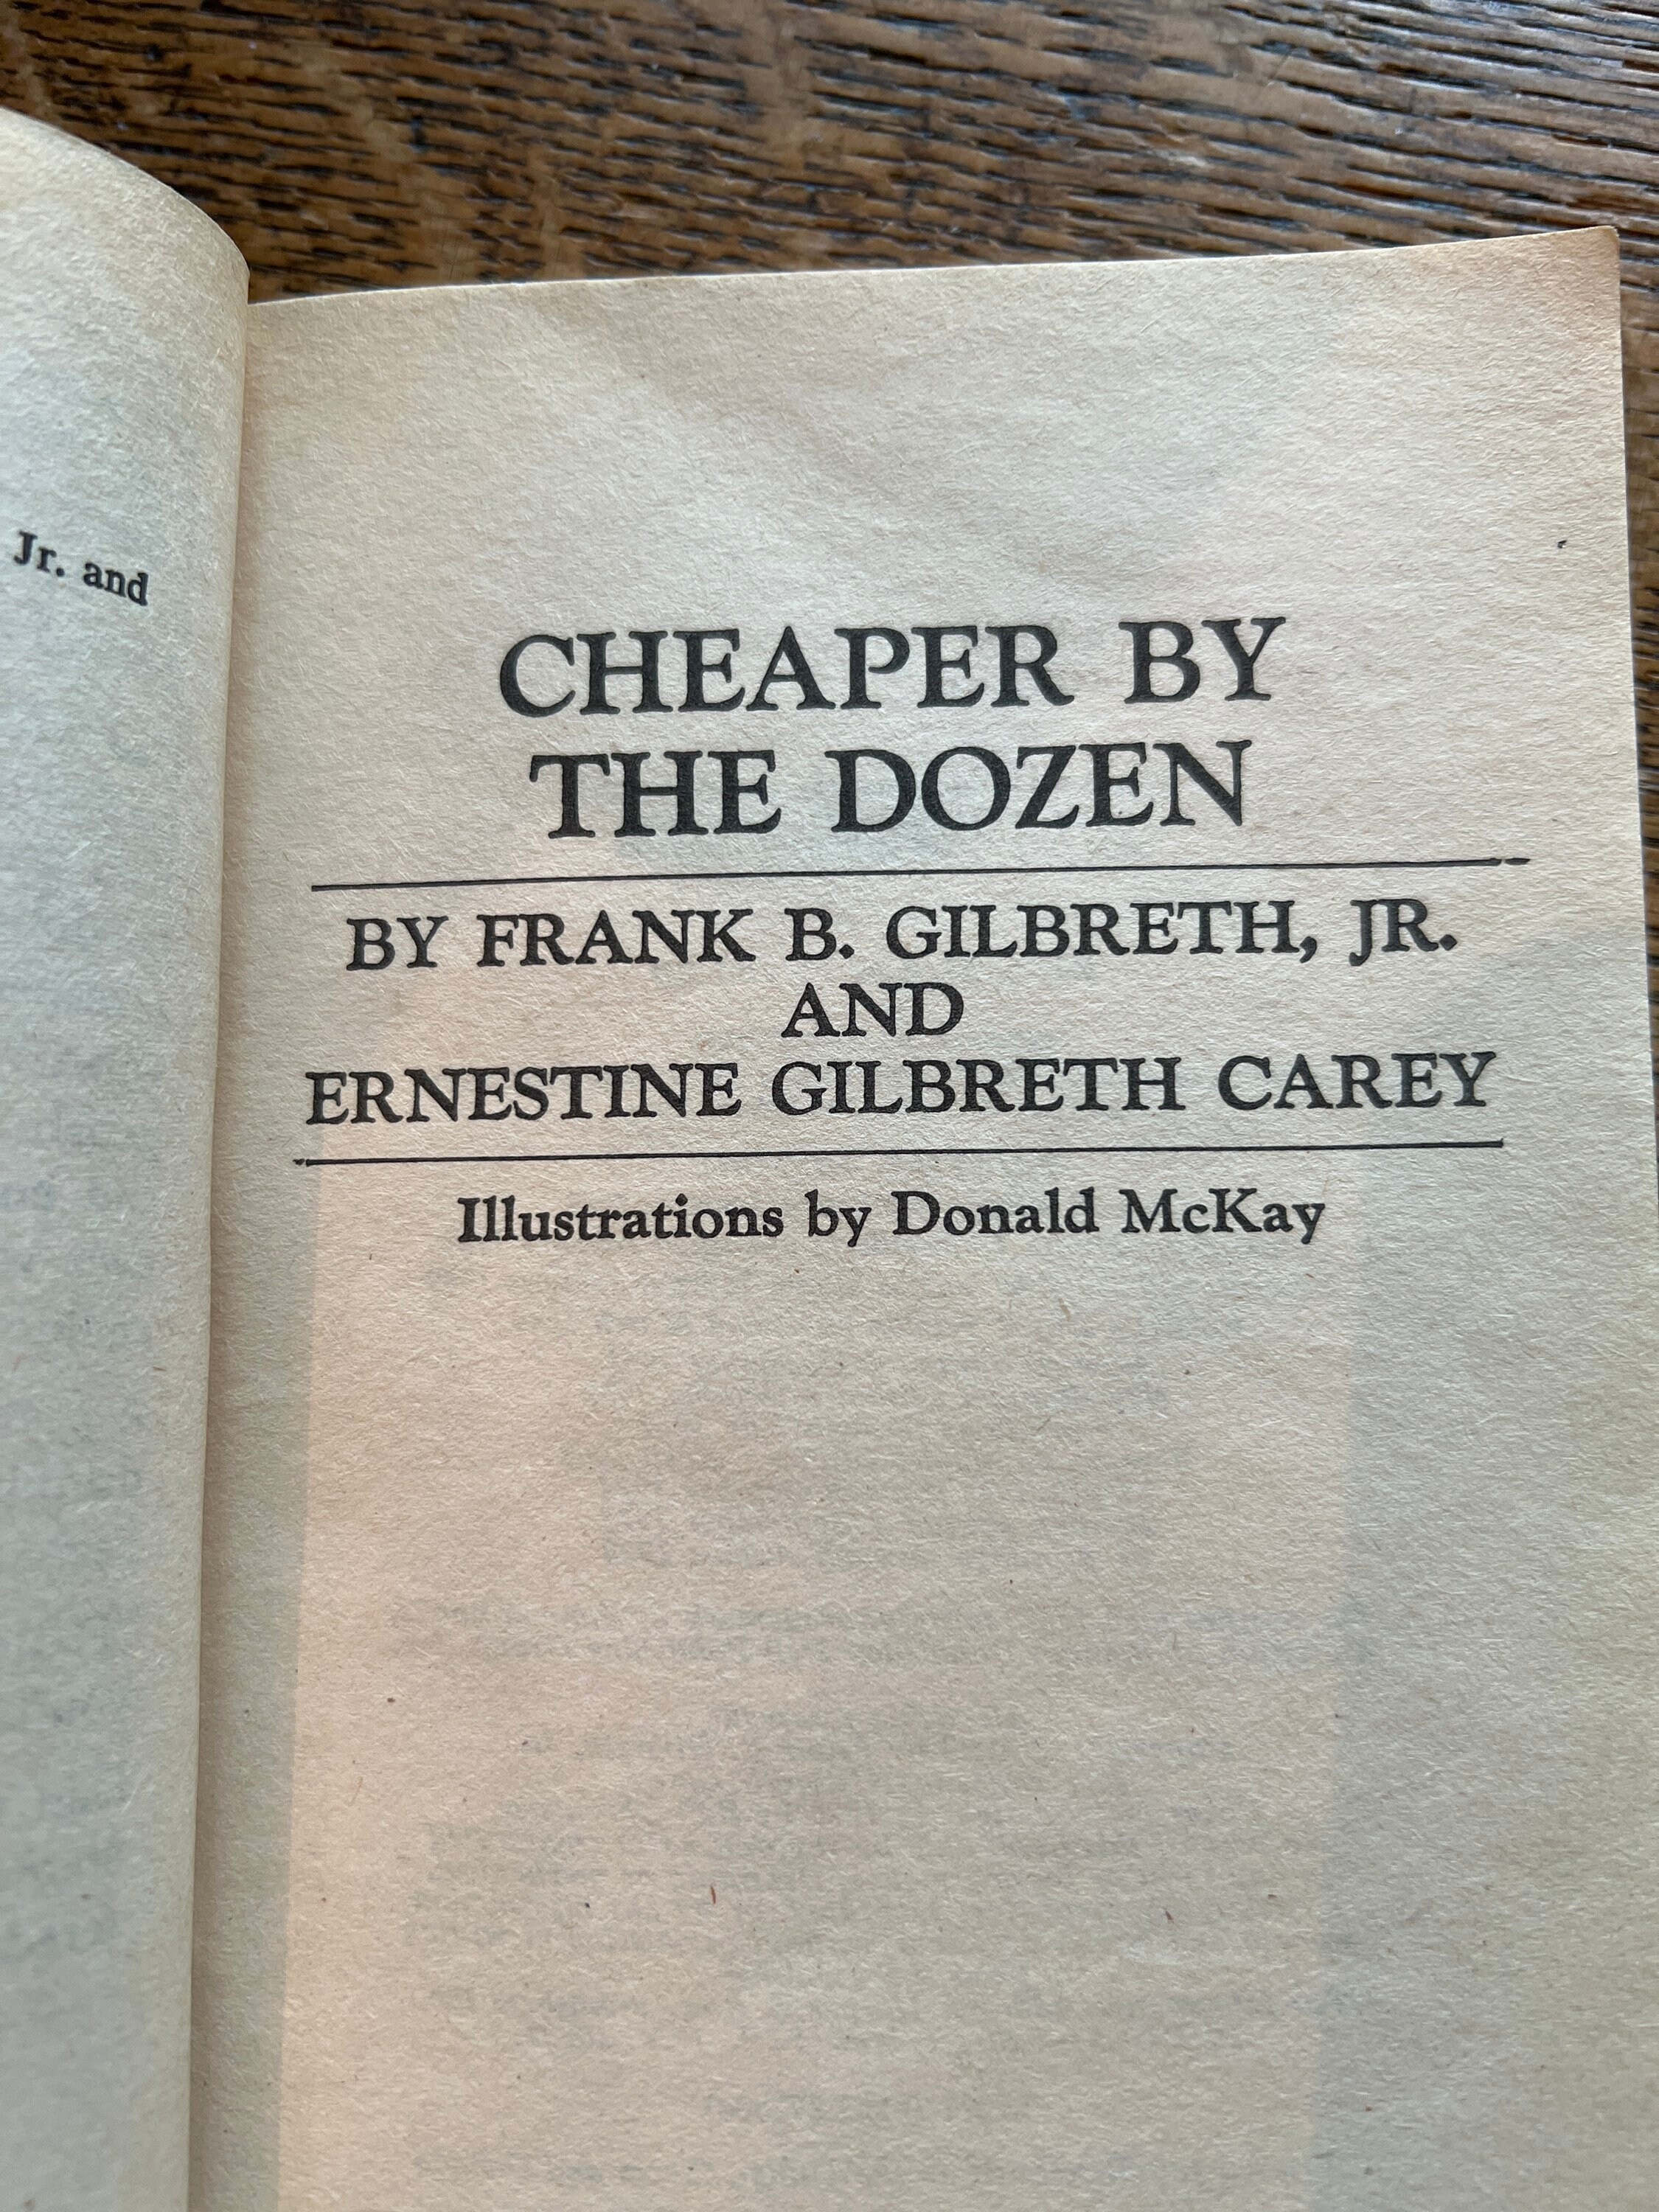 Jr. and
CHEAPER BY
THE DOZEN
BY FRANK B. GILBRETH, JR.
AND
ERNESTINE GILBRETH CAREY
Illustrations by Donald McKay